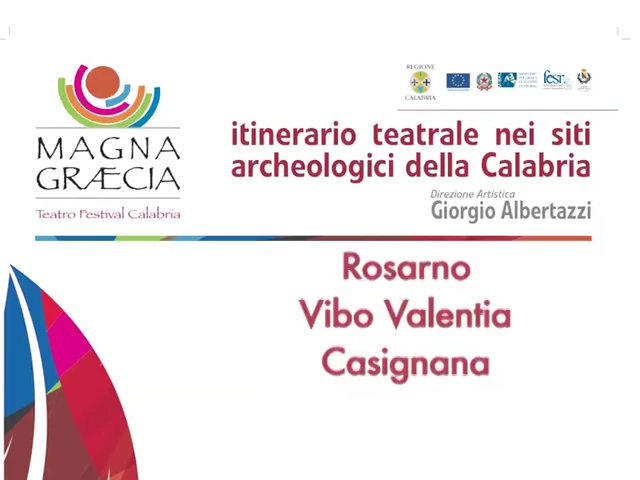 MAGNA
GRÆCIA
Teatro Festival Calabria
REGIONE
CALABRIA
fesr
itinerario teatrale nei siti
archeologici della Calabria
Direzione Artistica
Giorgio Albertazzi
Rosarno
Vibo Valentia
Casignana